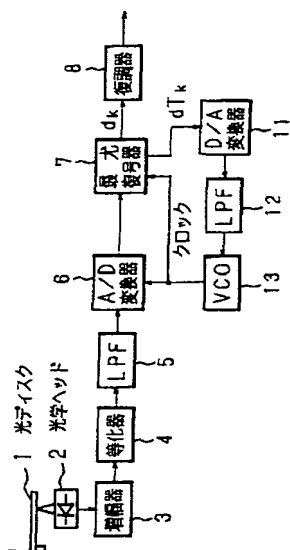 1 光ディスク
2 光学ヘッド
増幅器
3
等化器
4
LPF
5
A/D
変換器
6
最尤
復号器
7
dk
復調器
8
dTk
D/A
変換器
11
LPF
12
VCO
13
クロック